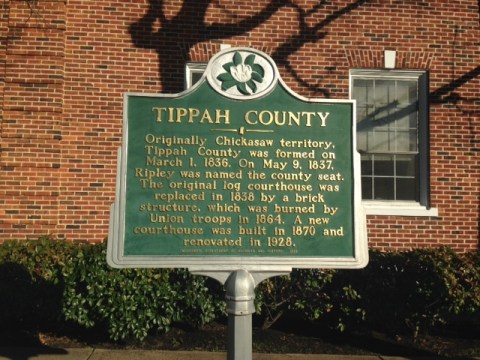 TIPPAH COUNTY
Originally Chickasaw territory,
Tippah County was formed on
March 1, 1836. On May 9, 1837,
Ripley was named the county seat.
The original log courthouse was
replaced in 1838 by a brick
structure, which was burned by
Union troops in 1864. A new
courthouse was built in 1870 and
renovated in 1928.